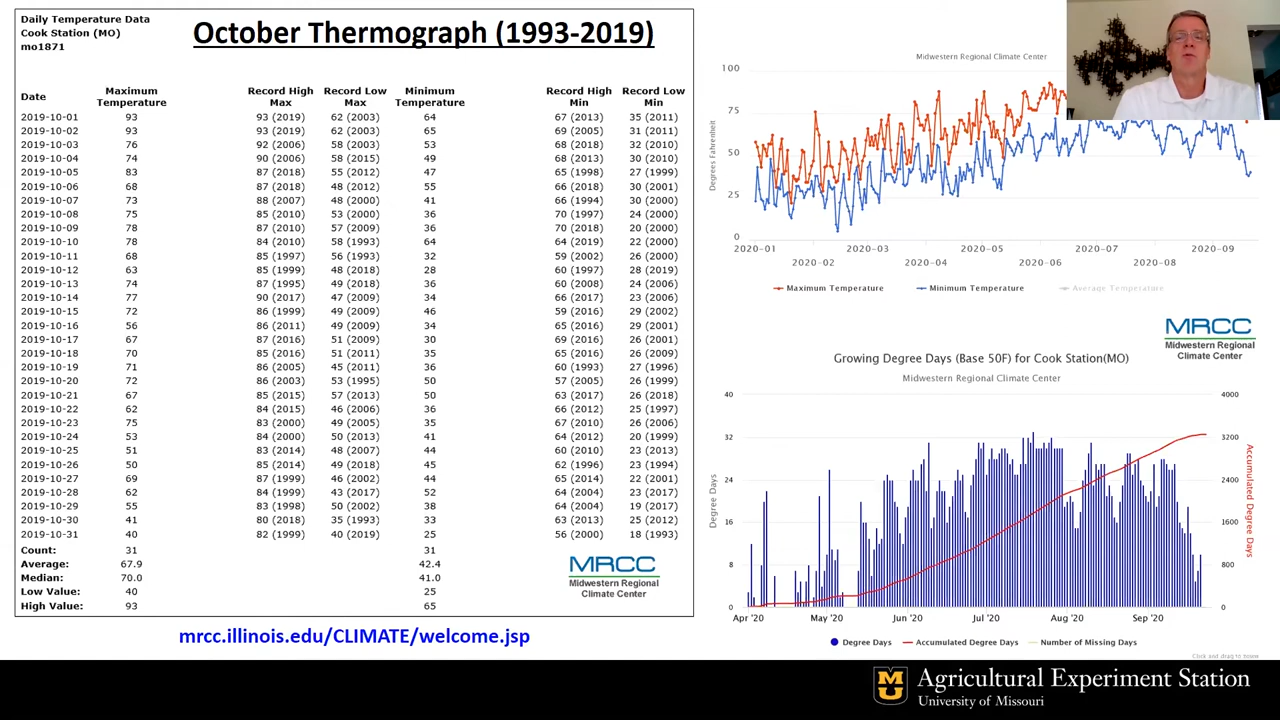 Daily Temperature Data
Cook Station (MO)
mo1871
October Thermograph (1993-2019)
Date Maximum Temperature Record High Max Record Low Max Minimum Temperature Record High Min Record Low Min
2019-10-01 93 93 (2019) 62 (2003) 64 67 (2013) 35 (2011)
2019-10-02 93 93 (2019) 62 (2003) 65 69 (2005) 31 (2011)
2019-10-03 76 92 (2006) 60 (2003) 53 69 (2018) 32 (2010)
2019-10-04 74 90 (2006) 59 (2015) 49 68 (2013) 30 (2010)
2019-10-05 83 87 (2018) 55 (2012) 47 65 (1998) 27 (1999)
2019-10-06 68 87 (2018) 48 (2012) 55 66 (2018) 30 (2001)
2019-10-07 73 88 (2007) 48 (2000) 41 66 (1994) 30 (2000)
2019-10-08 75 85 (2010) 53 (2000) 36 70 (1997) 24 (2000)
2019-10-09 78 87 (2010) 57 (2009) 36 70 (2018) 20 (2000)
2019-10-10 78 84 (2010) 58 (1993) 64 64 (2019) 22 (2000)
2019-10-11 68 85 (1997) 56 (1993) 32 59 (2002) 26 (2000)
2019-10-12 63 85 (1999) 48 (2018) 28 60 (1997) 28 (2019)
2019-10-13 74 87 (1995) 49 (2018) 36 60 (2008) 24 (2006)
2019-10-14 77 90 (2017) 47 (2009) 34 66 (2017) 23 (2006)
2019-10-15 72 86 (1999) 49 (2009) 46 59 (2016) 29 (2002)
2019-10-16 56 86 (2011) 49 (2009) 34 65 (2016) 29 (2001)
2019-10-17 67 87 (2016) 51 (2009) 30 69 (2016) 26 (2001)
2019-10-18 70 85 (2016) 51 (2011) 35 65 (2016) 26 (2009)
2019-10-19 71 86 (2005) 45 (2011) 36 60 (1993) 27 (1996)
2019-10-20 72 86 (2003) 53 (1995) 50 57 (2005) 26 (1999)
2019-10-21 67 85 (2015) 57 (2013) 50 63 (2017) 26 (2018)
2019-10-22 62 84 (2015) 46 (2006) 36 66 (2012) 25 (1997)
2019-10-23 75 83 (2000) 49 (2005) 35 67 (2010) 26 (2006)
2019-10-24 53 84 (2000) 50 (2013) 41 64 (2012) 20 (1999)
2019-10-25 51 83 (2014) 48 (2007) 44 60 (2010) 23 (2013)
2019-10-26 50 85 (2014) 49 (2018) 45 62 (1996) 23 (1994)
2019-10-27 69 87 (1999) 46 (2002) 44 65 (2014) 22 (2001)
2019-10-28 62 84 (1999) 43 (2017) 52 64 (2004) 23 (2017)
2019-10-29 55 83 (1998) 50 (2002) 38 64 (2004) 19 (2017)
2019-10-30 41 80 (2018) 35 (1993) 33 63 (2013) 25 (2012)
2019-10-31 40 82 (1999) 40 (2019) 25 56 (2000) 18 (1993)
Count: 31 31
Average: 67.9 42.4
Median: 70.0 41.0
Low Value: 40 25
High Value: 93 65
MRCC
Midwestern Regional
Climate Center
mrcc.illinois.edu/CLIMATE/welcome.jsp
Midwestern Regional Climate Center
Degrees Fahrenheit
100
75
50
25
0
2020-01 2020-03 2020-05 2020-07 2020-09
2020-02 2020-04 2020-06 2020-08
Maximum Temperature Minimum Temperature Average Temperature
MRCC
Midwestern Regional
Climate Center
Growing Degree Days (Base 50F) for Cook Station(MO)
Midwestern Regional Climate Center
Degree Days
Accumulated Degree Days
40 4000
32 3200
24 2400
16 1600
8 800
0 0
Apr '20 May '20 Jun '20 Jul '20 Aug '20 Sep '20
Degree Days Accumulated Degree Days Number of Missing Days
Click and drag to zoom
MU
Agricultural Experiment Station
University of Missouri